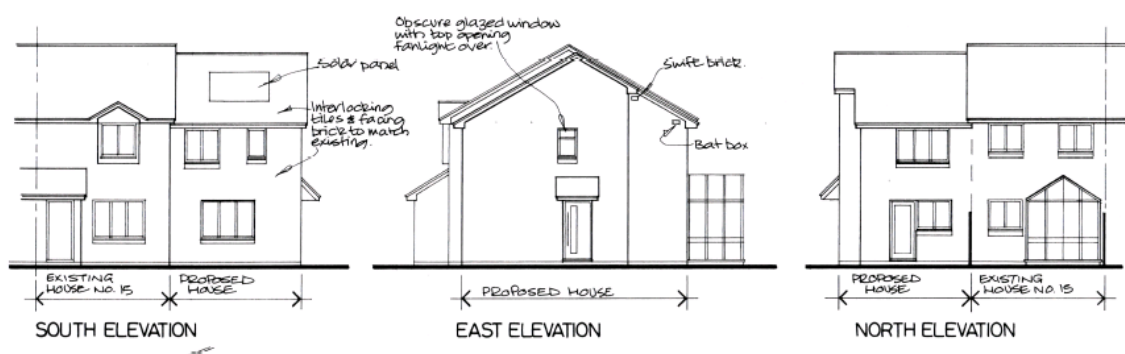 Solar panel
Interlocking
tiles & facing
brick to match
existing.
EXISTING
HOUSE NO. 15
PROPOSED
HOUSE
SOUTH ELEVATION
Obscure glazed window
with top opening
fanlight over.
Swift brick.
Bat box
PROPOSED HOUSE
EAST ELEVATION
PROPOSED
HOUSE
EXISTING
HOUSE NO. 15
NORTH ELEVATION